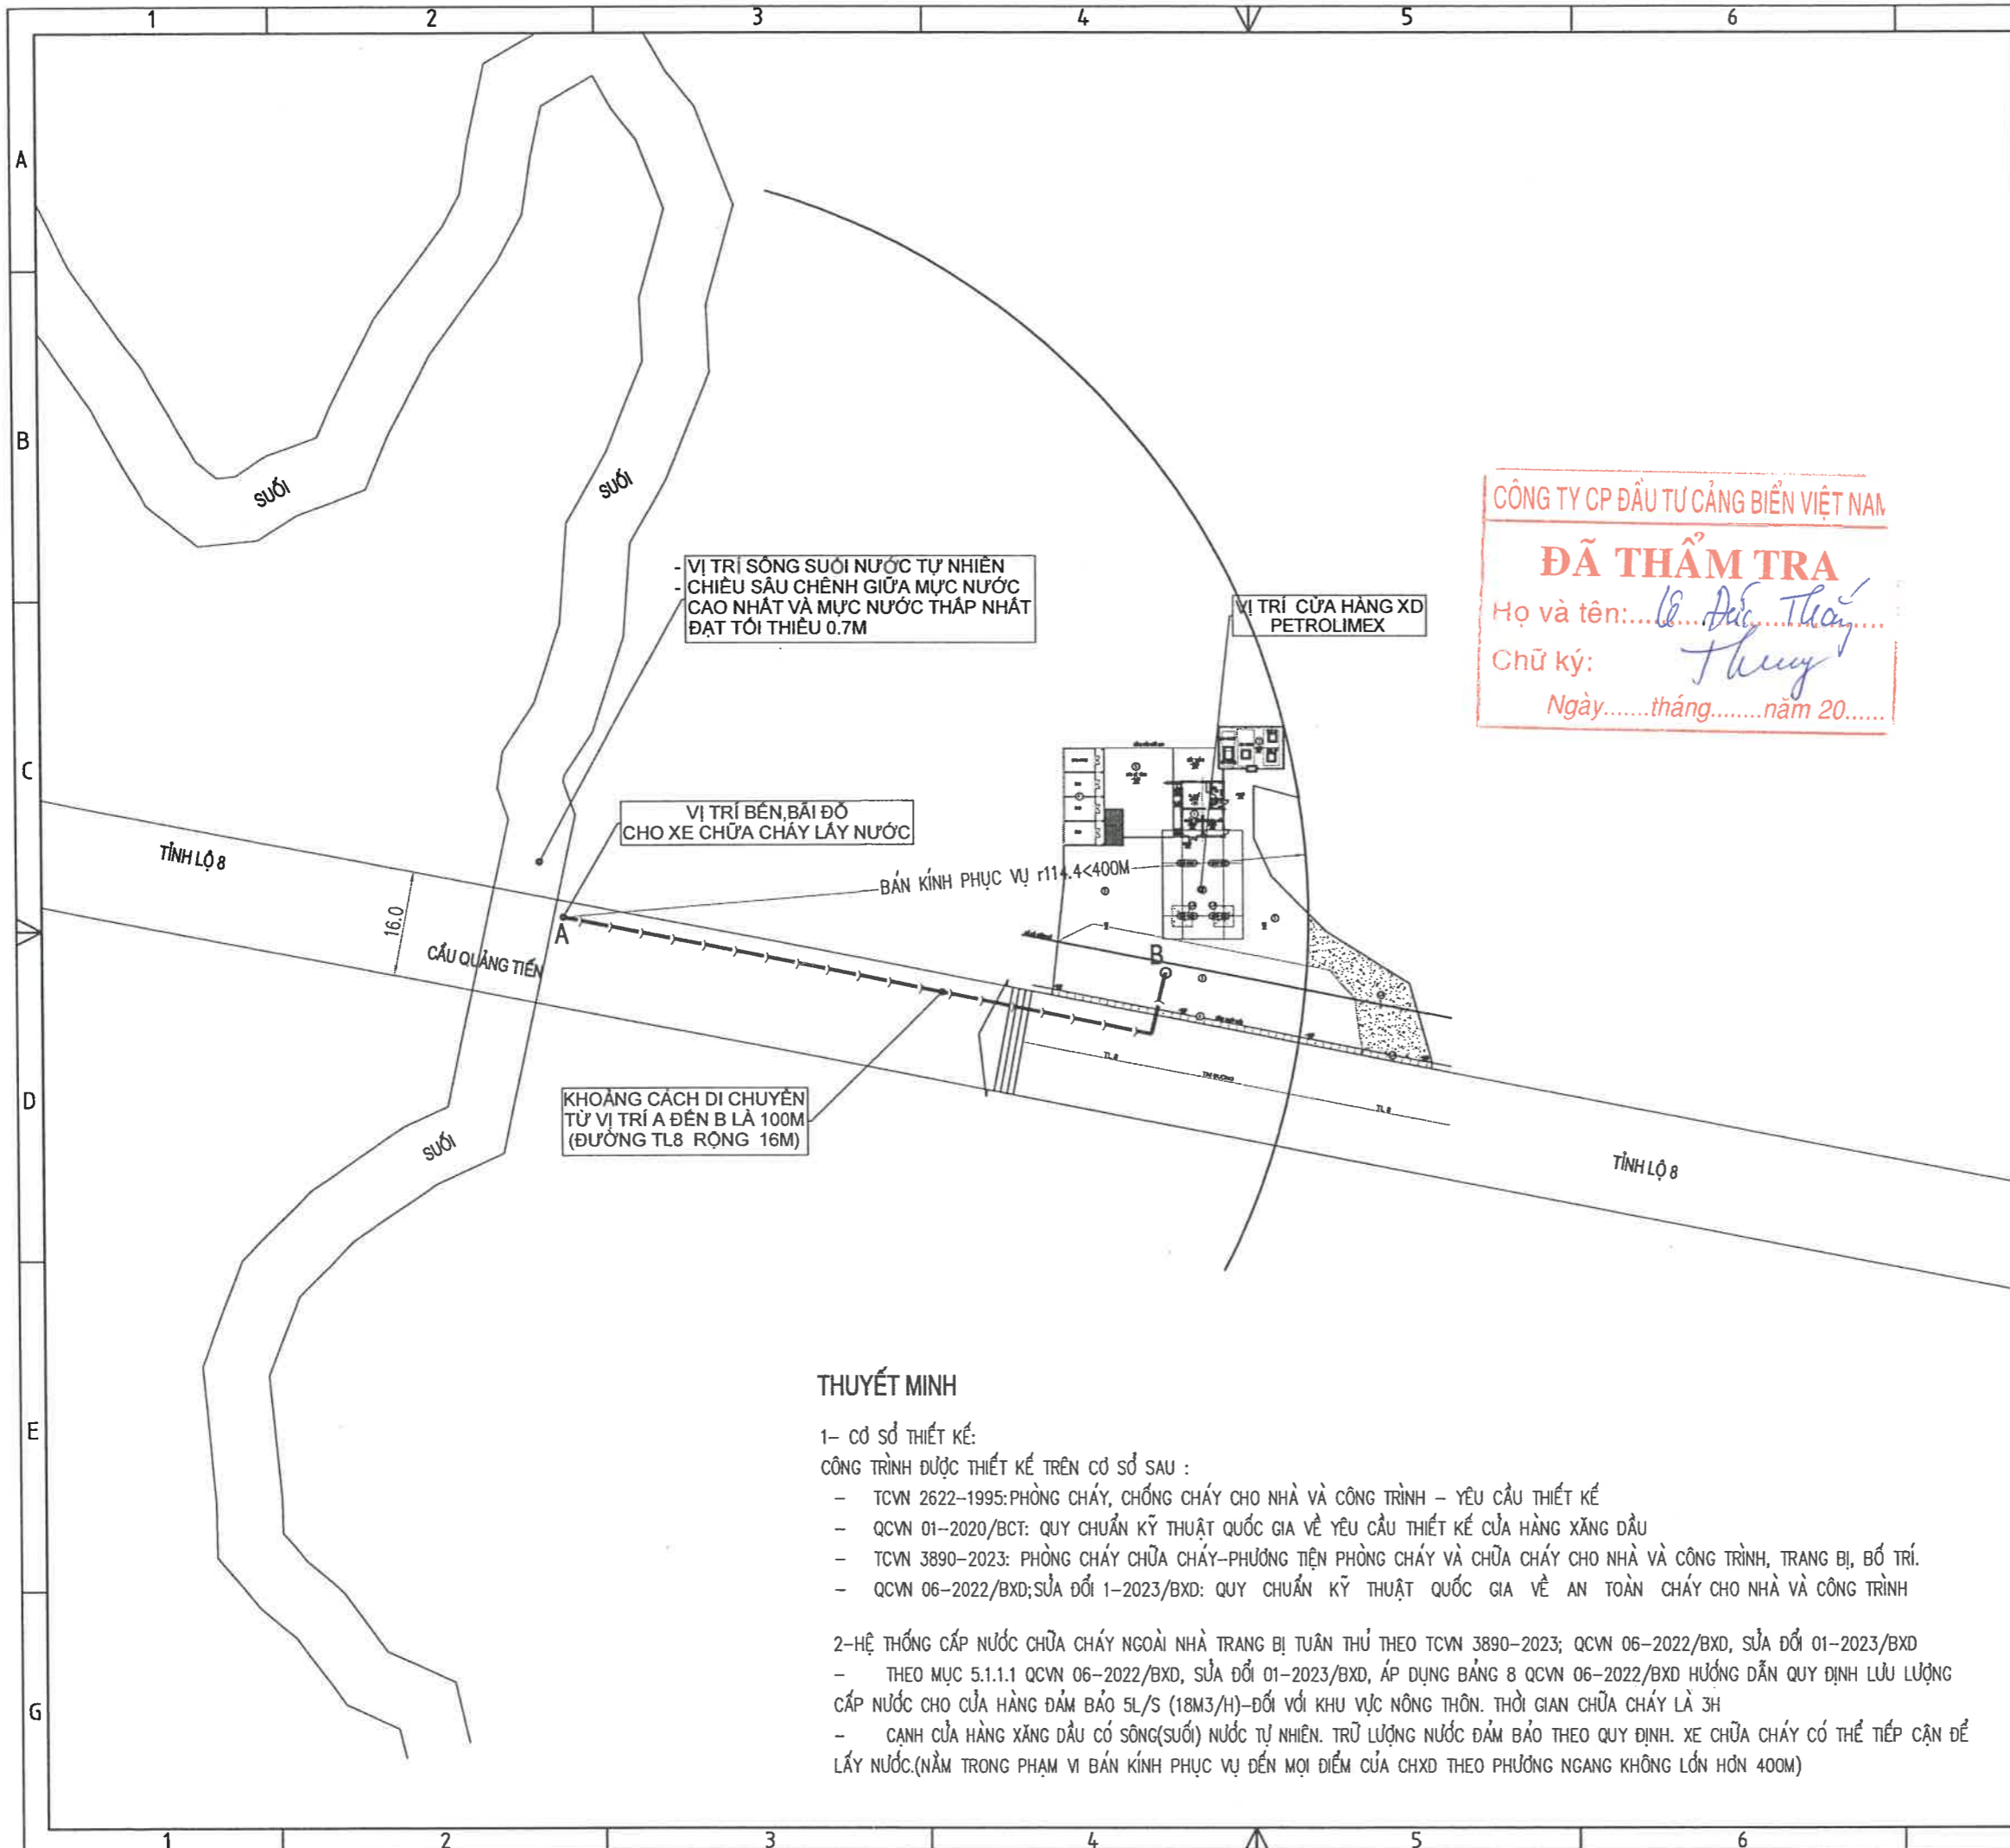 1 2 3 4 5 6
A
B
C
D
E
G
SUỐI
SUỐI
- VỊ TRÍ SÔNG SUỐI NƯỚC TỰ NHIÊN
- CHIỀU SÂU CHÊNH GIỮA MỰC NƯỚC
CAO NHẤT VÀ MỰC NƯỚC THẤP NHẤT
ĐẠT TỐI THIỂU 0.7M
VỊ TRÍ CỬA HÀNG XD
PETROLIMEX
CÔNG TY CP ĐẦU TƯ CẢNG BIỂN VIỆT NAM
ĐÃ THẨM TRA
Họ và tên:
Chữ ký:
Ngày.......tháng........năm 20......
VỊ TRÍ BẾN,BÃI ĐỖ
CHO XE CHỮA CHÁY LẤY NƯỚC
TỈNH LỘ 8
BÁN KÍNH PHỤC VỤ r114.4<400M
16.0
A
CẦU QUẢNG TIẾN
B
TL 8
TIM ĐƯỜNG
TL 8
KHOẢNG CÁCH DI CHUYỂN
TỪ VỊ TRÍ A ĐẾN B LÀ 100M
(ĐƯỜNG TL8 RỘNG 16M)
SUỐI
TỈNH LỘ 8
THUYẾT MINH
1- CƠ SỞ THIẾT KẾ:
CÔNG TRÌNH ĐƯỢC THIẾT KẾ TRÊN CƠ SỞ SAU :
- TCVN 2622-1995:PHÒNG CHÁY, CHỐNG CHÁY CHO NHÀ VÀ CÔNG TRÌNH - YÊU CẦU THIẾT KẾ
- QCVN 01-2020/BCT: QUY CHUẨN KỸ THUẬT QUỐC GIA VỀ YÊU CẦU THIẾT KẾ CỬA HÀNG XĂNG DẦU
- TCVN 3890-2023: PHÒNG CHÁY CHỮA CHÁY-PHƯƠNG TIỆN PHÒNG CHÁY VÀ CHỮA CHÁY CHO NHÀ VÀ CÔNG TRÌNH, TRANG BỊ, BỐ TRÍ.
- QCVN 06-2022/BXD;SỬA ĐỔI 1-2023/BXD: QUY CHUẨN KỸ THUẬT QUỐC GIA VỀ AN TOÀN CHÁY CHO NHÀ VÀ CÔNG TRÌNH
2-HỆ THỐNG CẤP NƯỚC CHỮA CHÁY NGOÀI NHÀ TRANG BỊ TUÂN THỦ THEO TCVN 3890-2023; QCVN 06-2022/BXD, SỬA ĐỔI 01-2023/BXD
- THEO MỤC 5.1.1.1 QCVN 06-2022/BXD, SỬA ĐỔI 01-2023/BXD, ÁP DỤNG BẢNG 8 QCVN 06-2022/BXD HƯỚNG DẪN QUY ĐỊNH LƯU LƯỢNG
CẤP NƯỚC CHO CỬA HÀNG ĐẢM BẢO 5L/S (18M3/H)-ĐỐI VỚI KHU VỰC NÔNG THÔN. THỜI GIAN CHỮA CHÁY LÀ 3H
- CẠNH CỬA HÀNG XĂNG DẦU CÓ SÔNG(SUỐI) NƯỚC TỰ NHIÊN. TRỮ LƯỢNG NƯỚC ĐẢM BẢO THEO QUY ĐỊNH. XE CHỮA CHÁY CÓ THỂ TIẾP CẬN ĐỂ
LẤY NƯỚC.(NẰM TRONG PHẠM VI BÁN KÍNH PHỤC VỤ ĐẾN MỌI ĐIỂM CỦA CHXD THEO PHƯƠNG NGANG KHÔNG LỚN HƠN 400M)
1 2 3 4 5 6